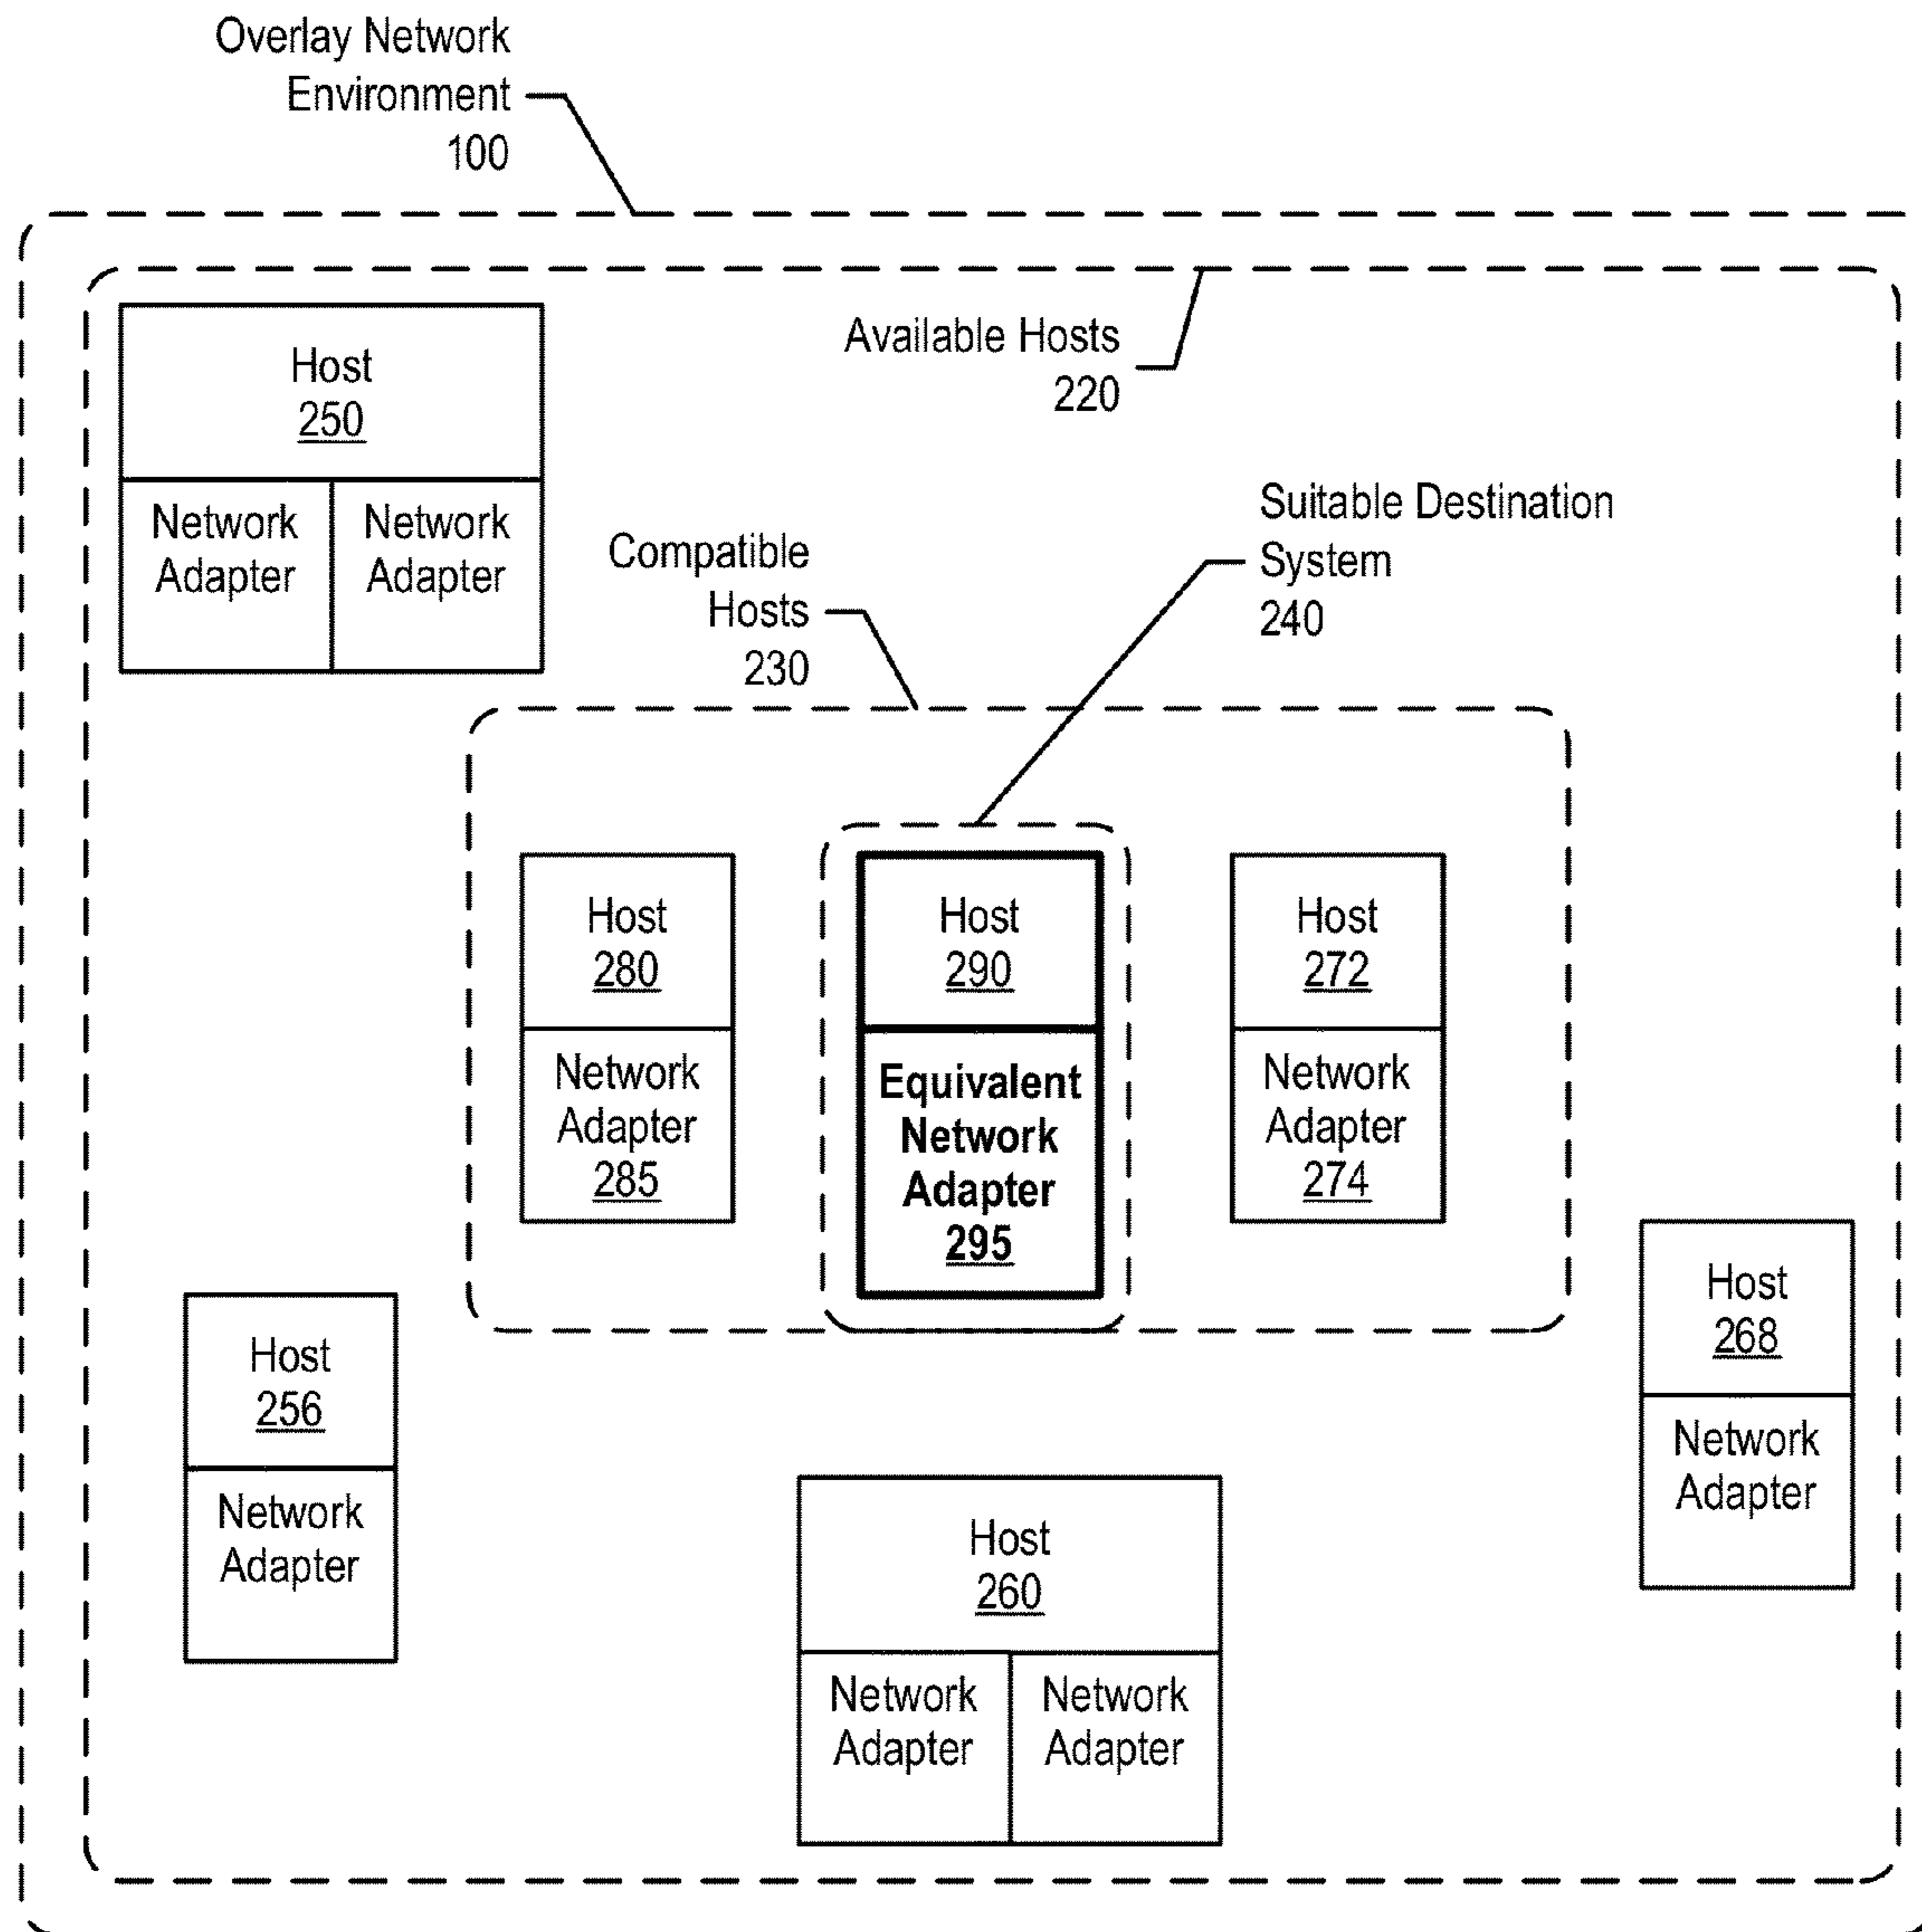 Overlay Network
Environment
100
Available Hosts
220
Host
250
Network
Adapter
Network
Adapter
Compatible
Hosts
230
Suitable Destination
System
240
Host
280
Network
Adapter
285
Host
290
Equivalent
Network
Adapter
295
Host
272
Network
Adapter
274
Host
268
Network
Adapter
Host
256
Network
Adapter
Host
260
Network
Adapter
Network
Adapter